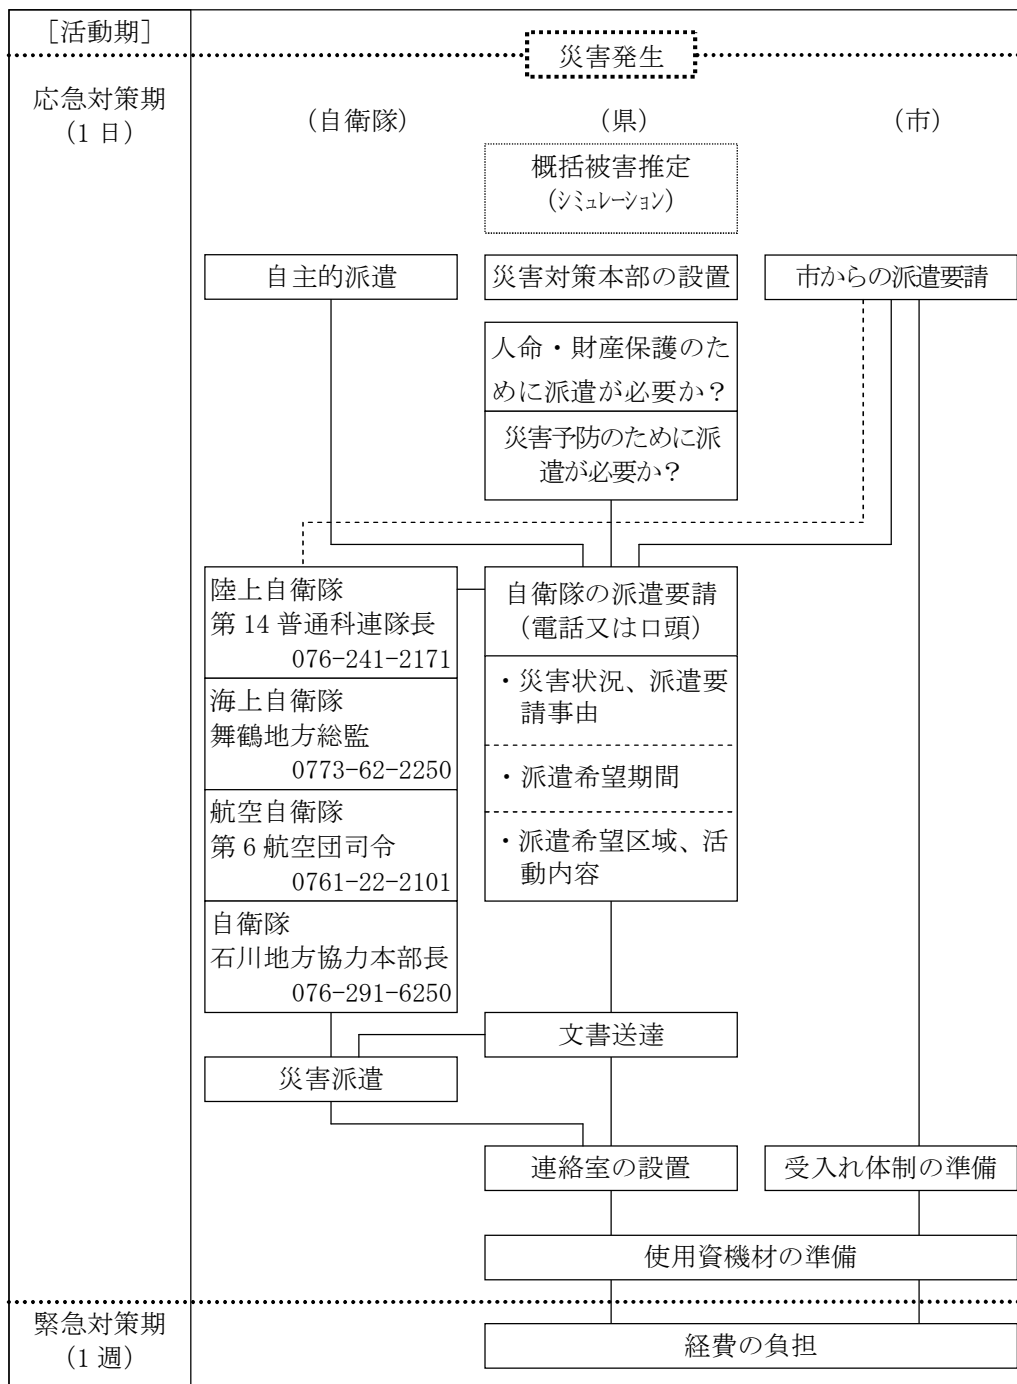 ［活動期］
災害発生
応急対策期
（1 日）
（自衛隊）
（県）
（市）
概括被害推定
（ｼﾐｭﾚｰｼｮﾝ）
自主的派遣
災害対策本部の設置
市からの派遣要請
人命・財産保護のた
めに派遣が必要か？
災害予防のために派
遣が必要か？
陸上自衛隊
第 14 普通科連隊長
076-241-2171
海上自衛隊
舞鶴地方総監
0773-62-2250
航空自衛隊
第 6 航空団司令
0761-22-2101
自衛隊
石川地方協力本部長
076-291-6250
自衛隊の派遣要請
（電話又は口頭）
・災害状況、派遣要
請事由
・派遣希望期間
・派遣希望区域、活
動内容
文書送達
災害派遣
連絡室の設置
受入れ体制の準備
使用資機材の準備
緊急対策期
（1 週）
経費の負担